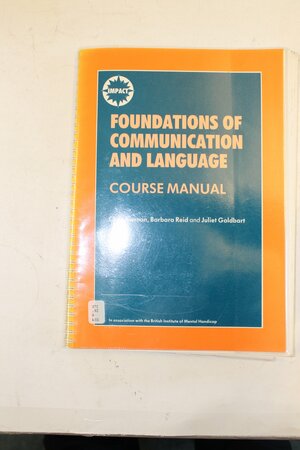 IMPACT
FOUNDATIONS OF
COMMUNICATION
AND LANGUAGE
COURSE MANUAL
Barbara Reid and Juliet Goldbart
In association with the British Institute of Mental Handicap